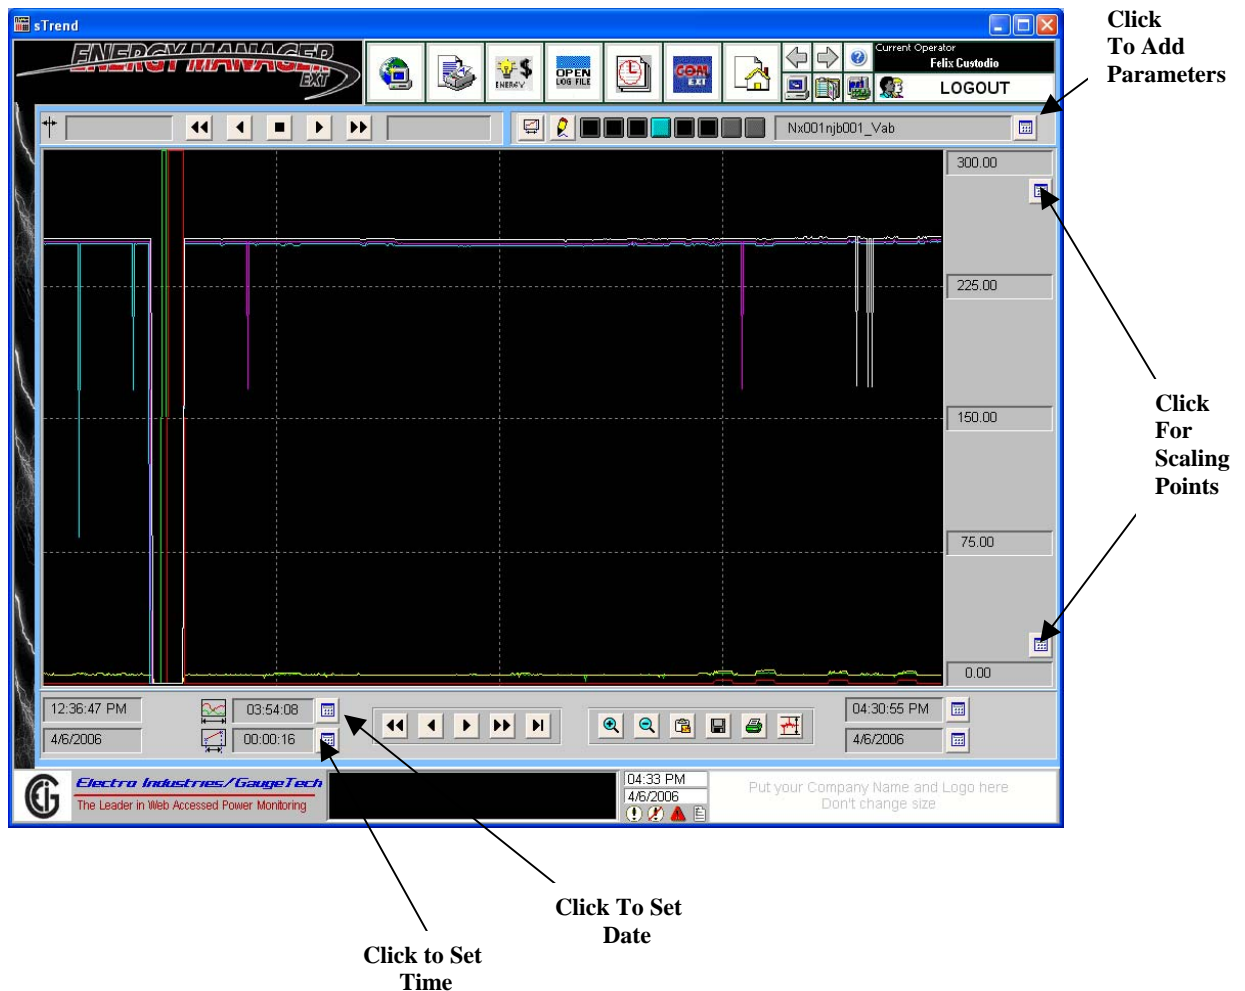 sTrend
Click
To Add
Parameters
ENERGY MANAGER
EXT
ENERGY
OPEN
LOG FILE
COM
EXT
Current Operator
Felix Custodio
LOGOUT
Nx001njb001_Vab
300.00
225.00
150.00
75.00
0.00
Click
For
Scaling
Points
12:36:47 PM
03:54:08
04:30:55 PM
4/6/2006
00:00:16
4/6/2006
Electro Industries/GaugeTech
The Leader in Web Accessed Power Monitoring
04:33 PM
4/6/2006
Put your Company Name and Logo here
Don't change size
Click To Set
Date
Click to Set
Time